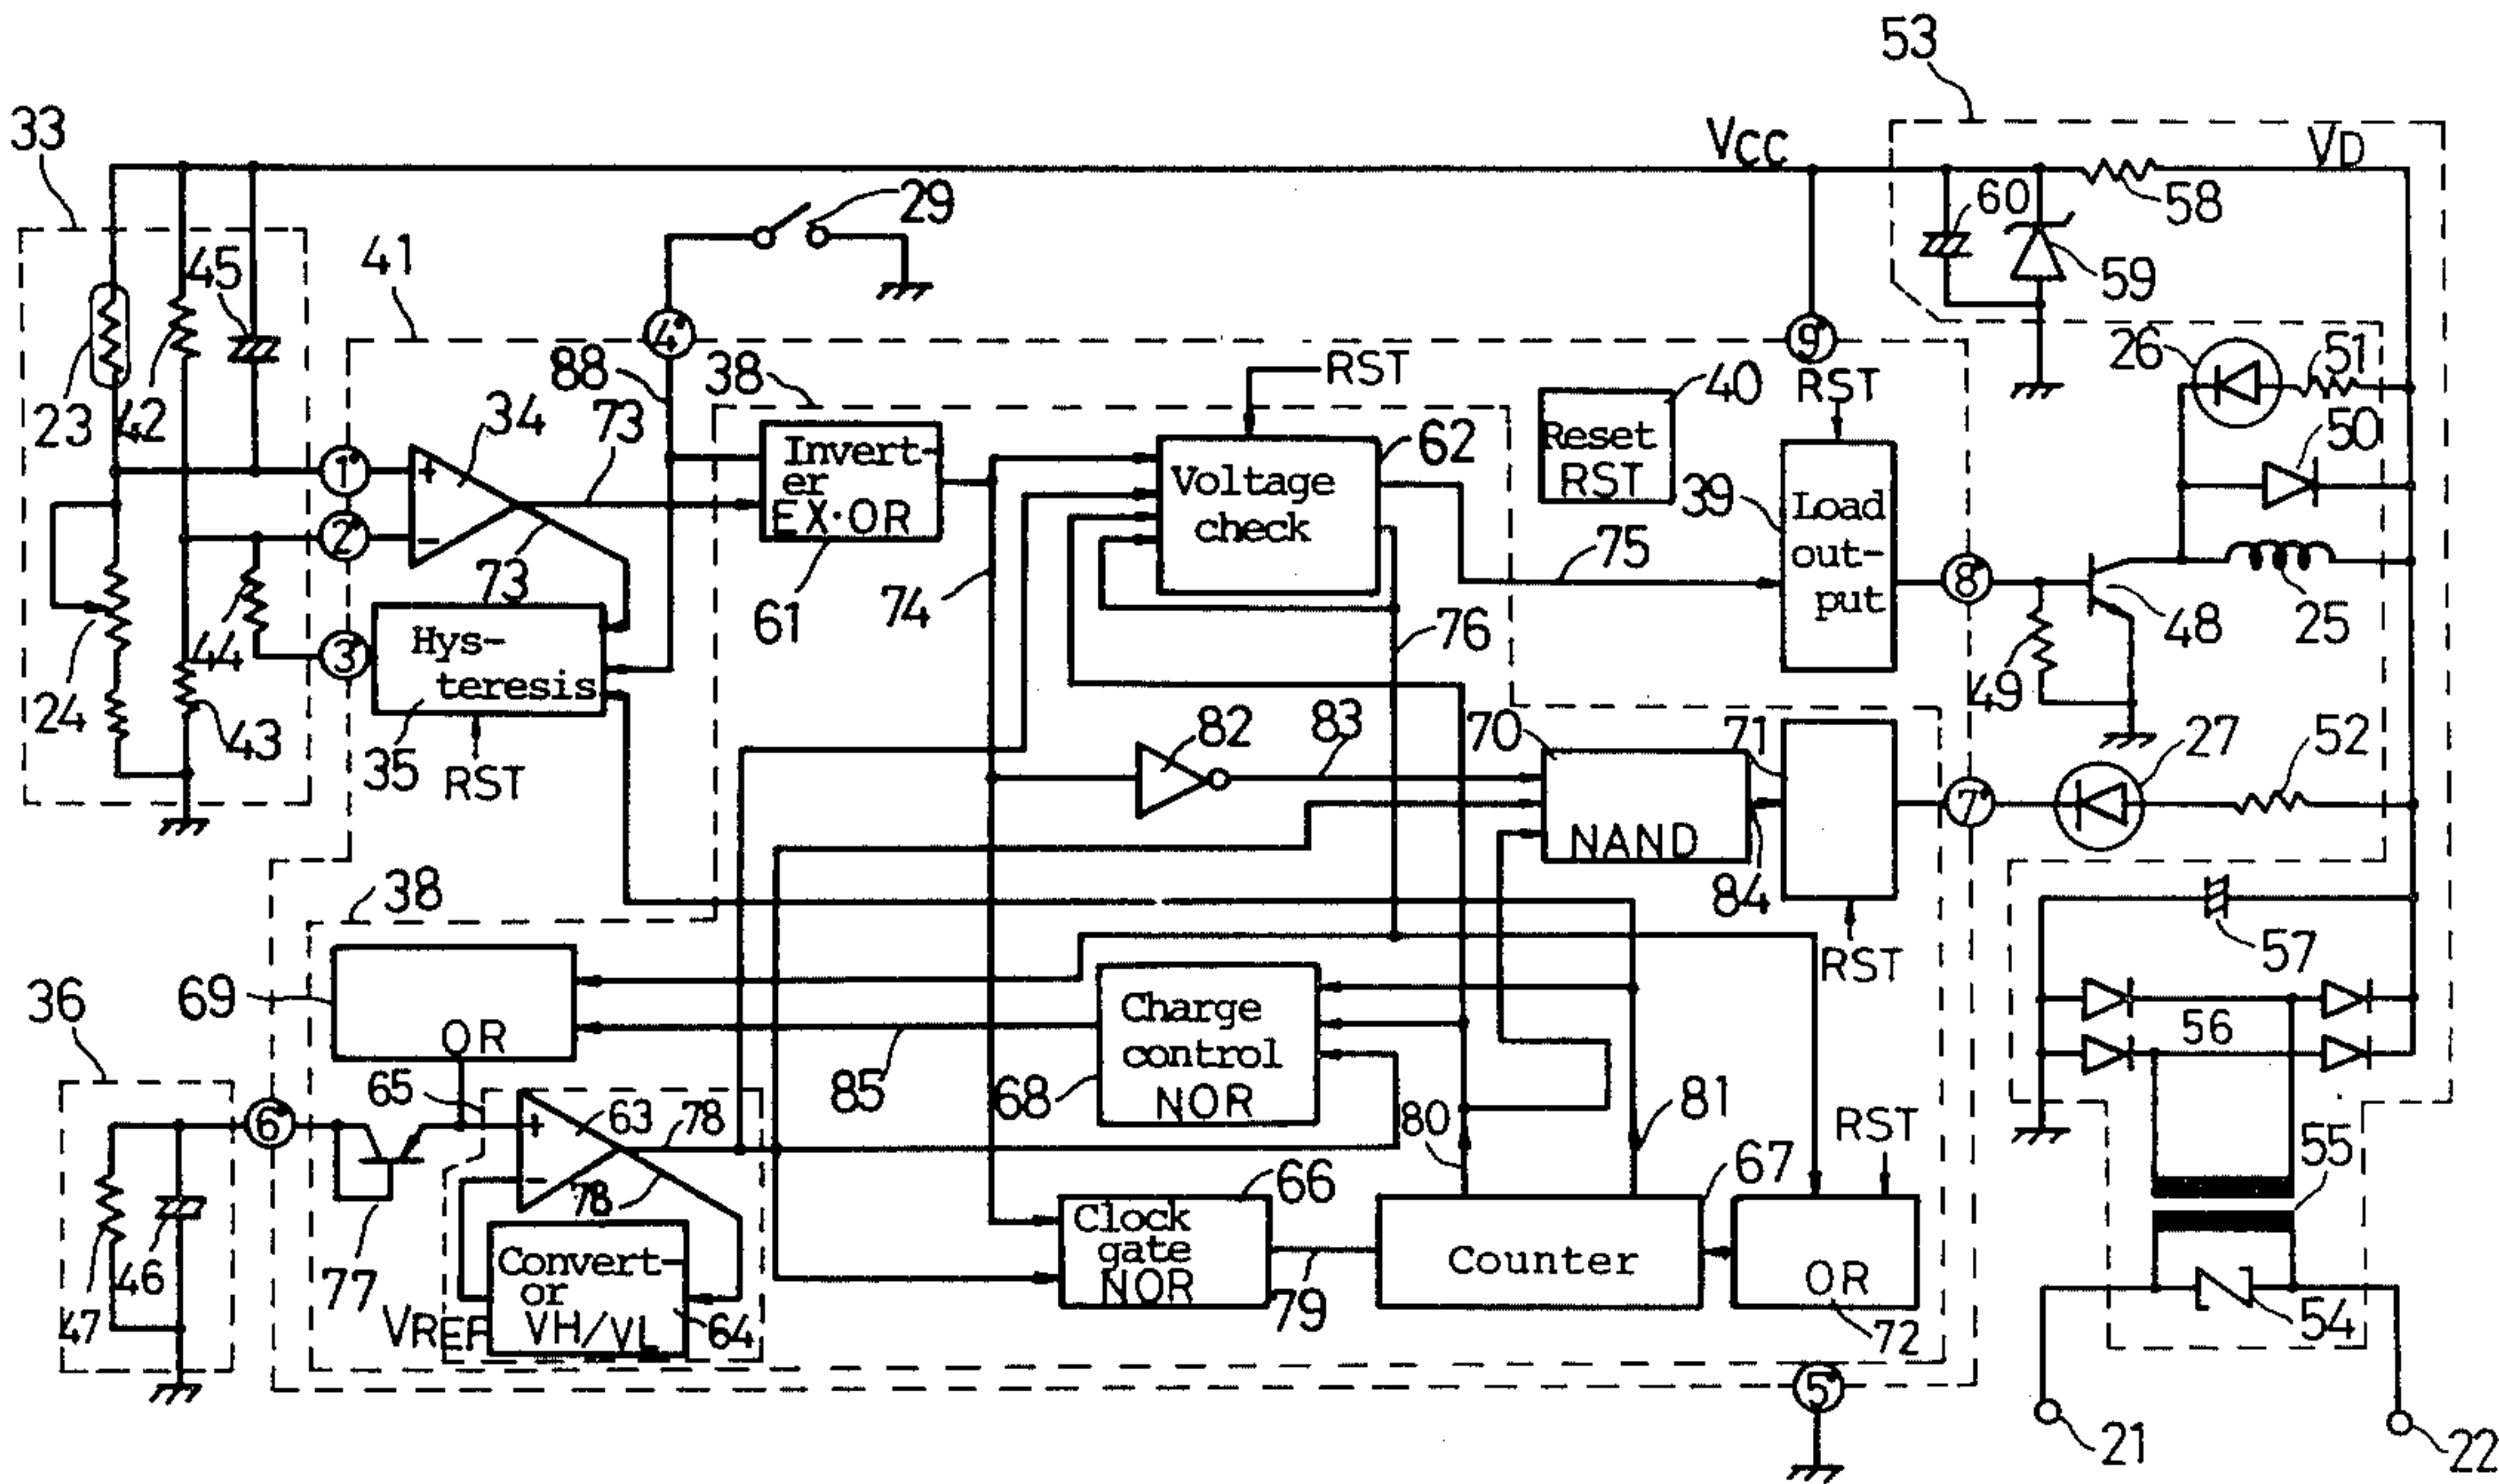 53
33
VCC
VD
29
60
58
41
45
59
4
9
26
51
88
38
RST
40
RST
23
42
34
73
50
62
Invert-
er
EX·OR
Reset
RST
1
+
Voltage
check
39
Load
out-
put
2
-
73
75
8
74
76
48
25
44
61
Hys-
teresis
3
49
24
43
35
RST
82
83
70
71
27
52
7
NAND
84
38
RST
57
36
69
OR
Charge
control
NOR
56
65
85
68
81
RST
6
+
63
78
80
55
-
78
66
67
Clock
gate
NOR
Convert-
or
VH/VL
Counter
OR
46
77
47
VREF
64
79
72
54
5
21
22